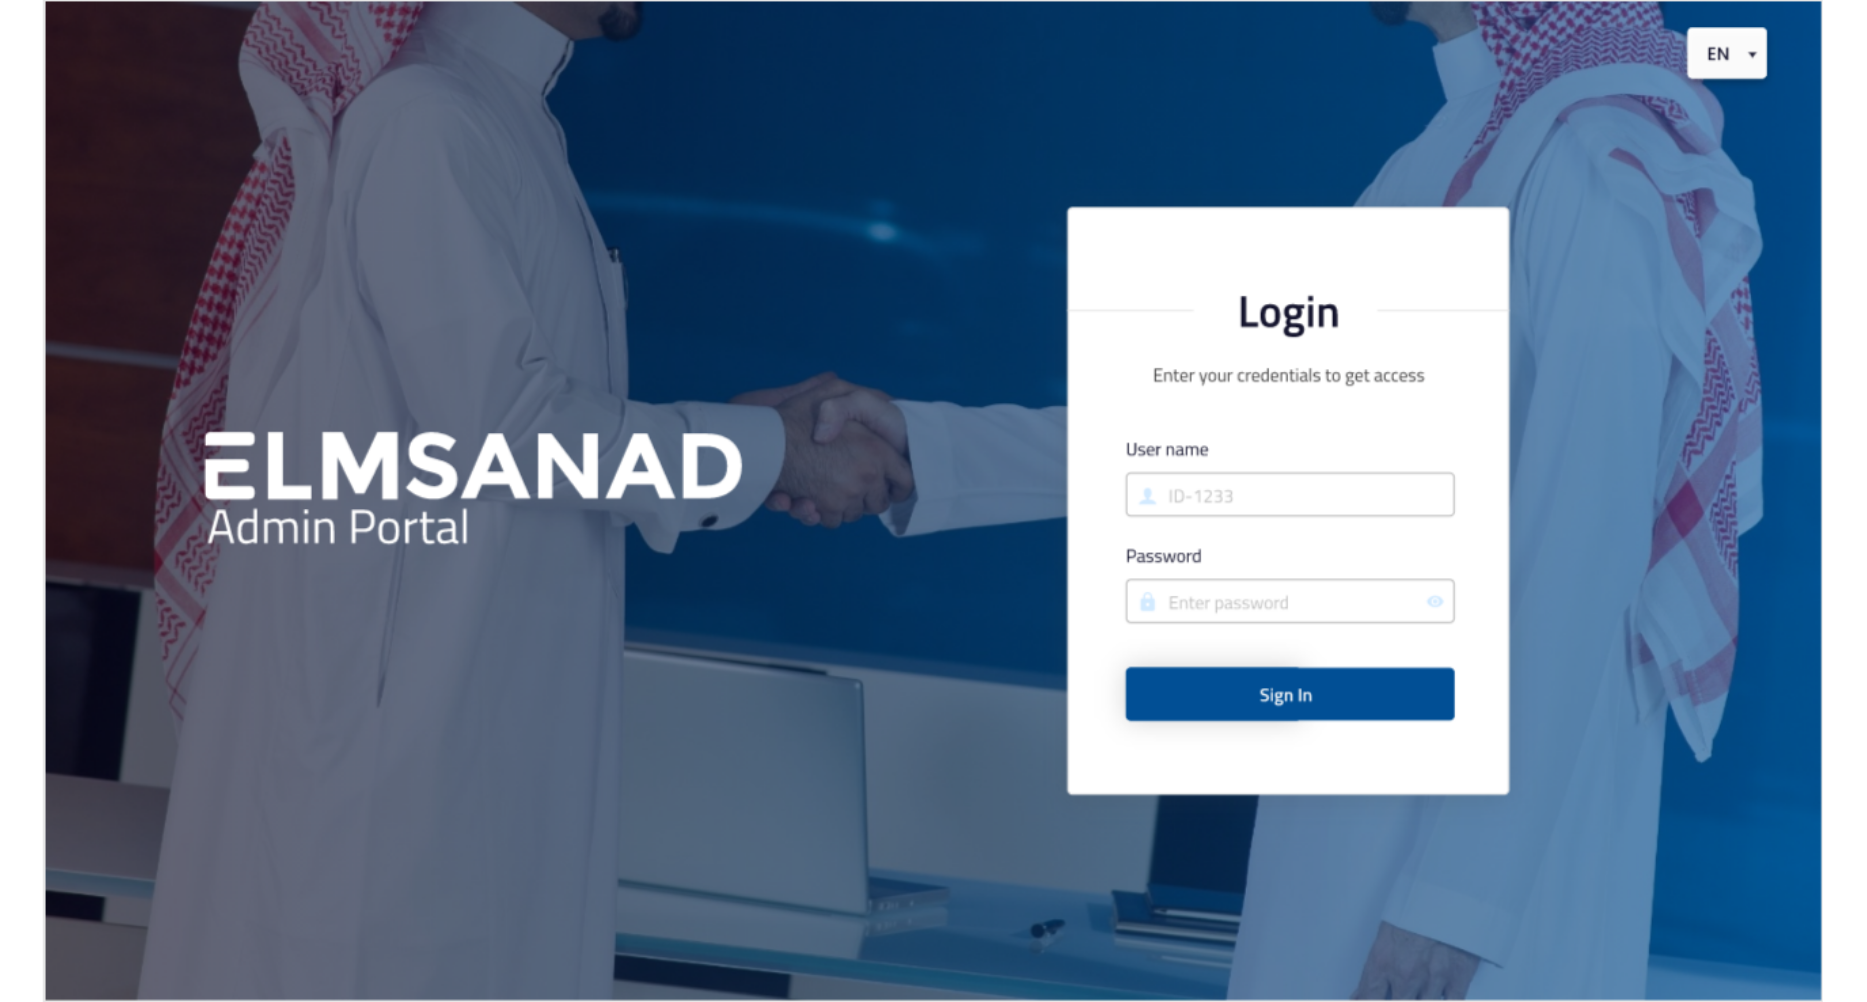 EN
ELMSANAD
Admin Portal
Login
Enter your credentials to get access
User name
ID-1233
Password
Enter password
Sign In